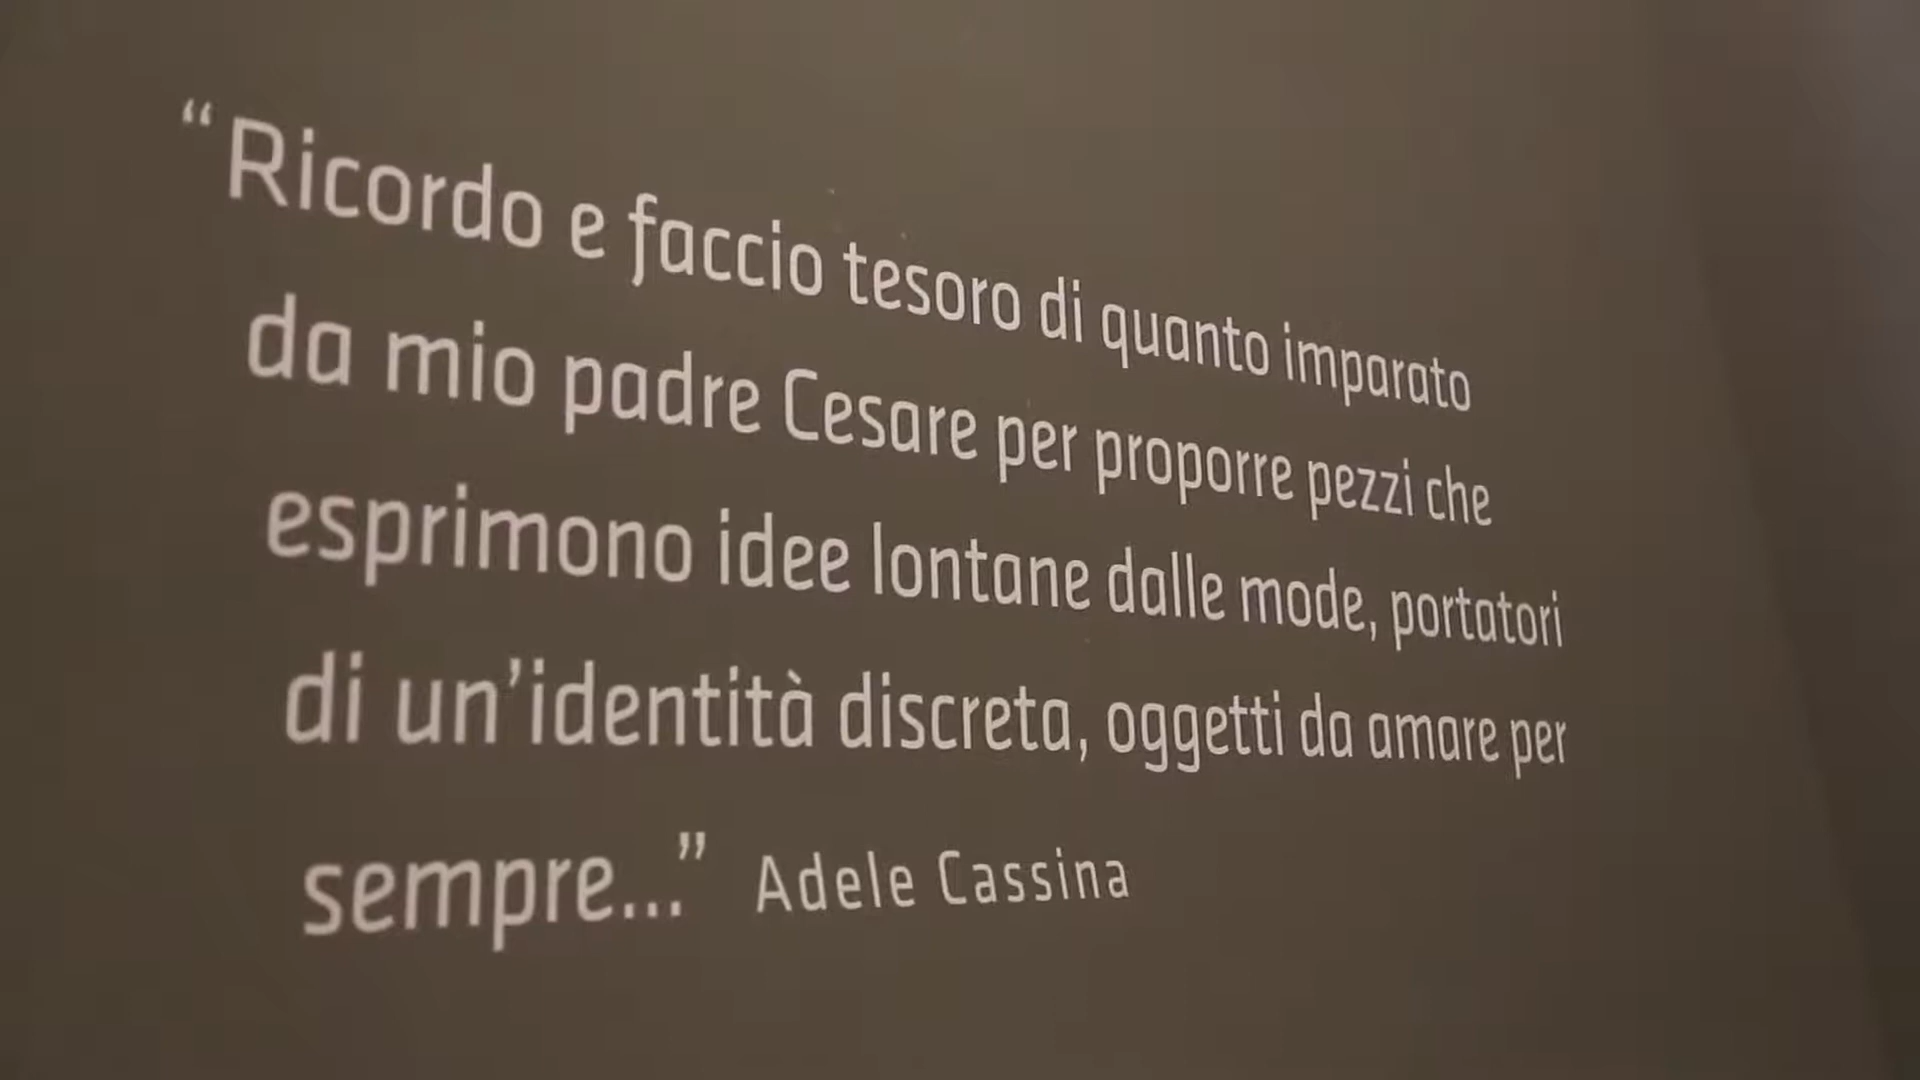 “Ricordo e faccio tesoro di quanto imparato
da mio padre Cesare per proporre pezzi che
esprimono idee lontane dalle mode, portatori
di un’identità discreta, oggetti da amare per
sempre...” Adele Cassina